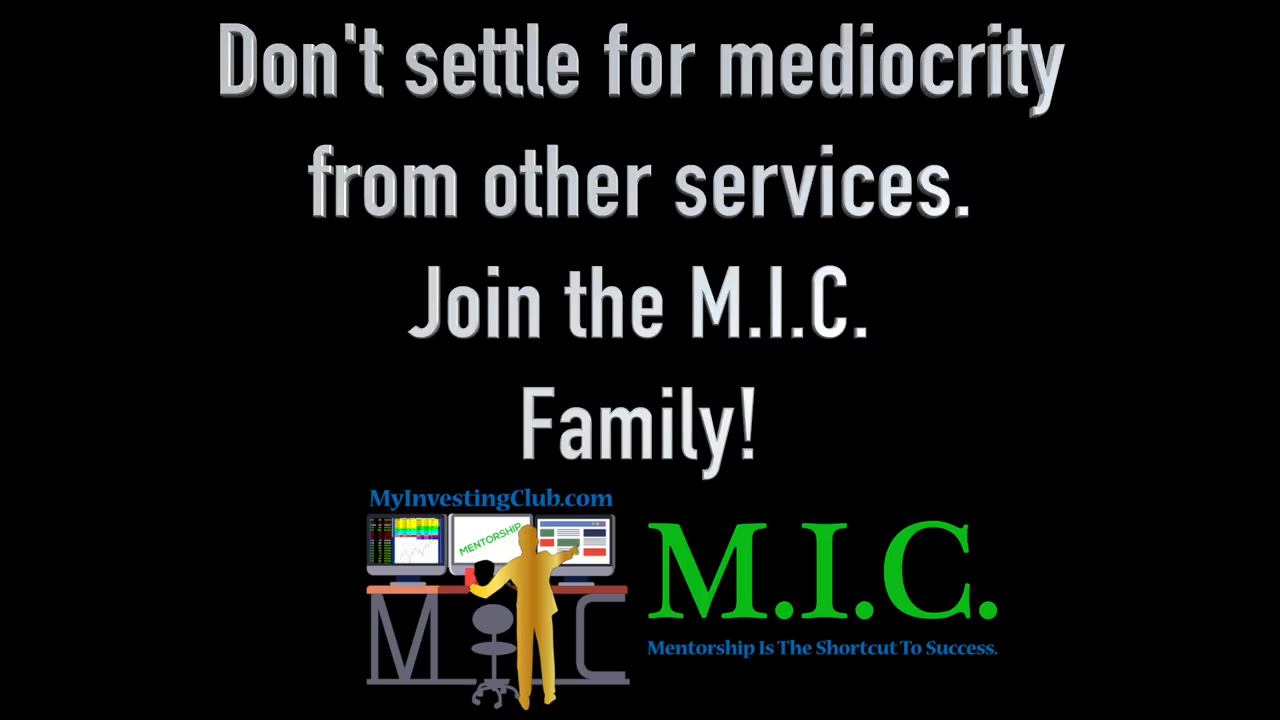 Don't settle for mediocrity
from other services.
Join the M.I.C.
Family!
MyInvestingClub.com
MENTORSHIP
M.I.C.
MIC
Mentorship Is The Shortcut To Success.